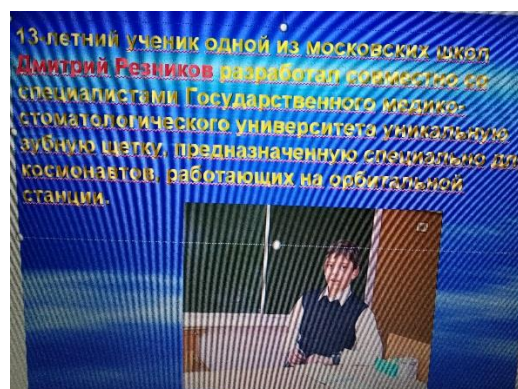 13-летний ученик одной из московских школ
Дмитрий Резников разработал совместно со
специалистами Государственного медико-
стоматологического университета уникальную
зубную щетку, предназначенную специально для
космонавтов, работающих на орбитальной
станции.